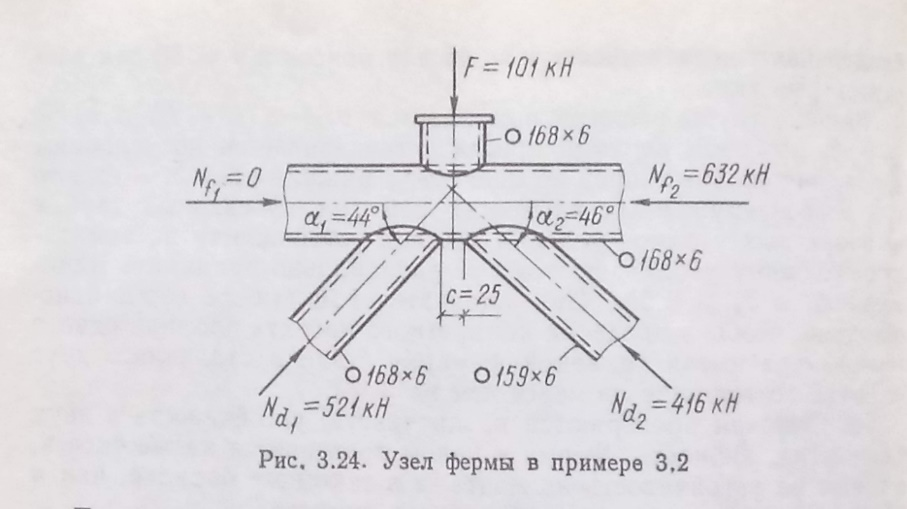 F = 101 кН
○ 168×6
N_f₁ = 0
N_f₂ = 632 кН
α₁ = 44°
α₂ = 46°
○ 168×6
c = 25
○ 168×6
○ 159×6
N_d₁ = 521 кН
N_d₂ = 416 кН
Рис. 3.24. Узел фермы в примере 3.2